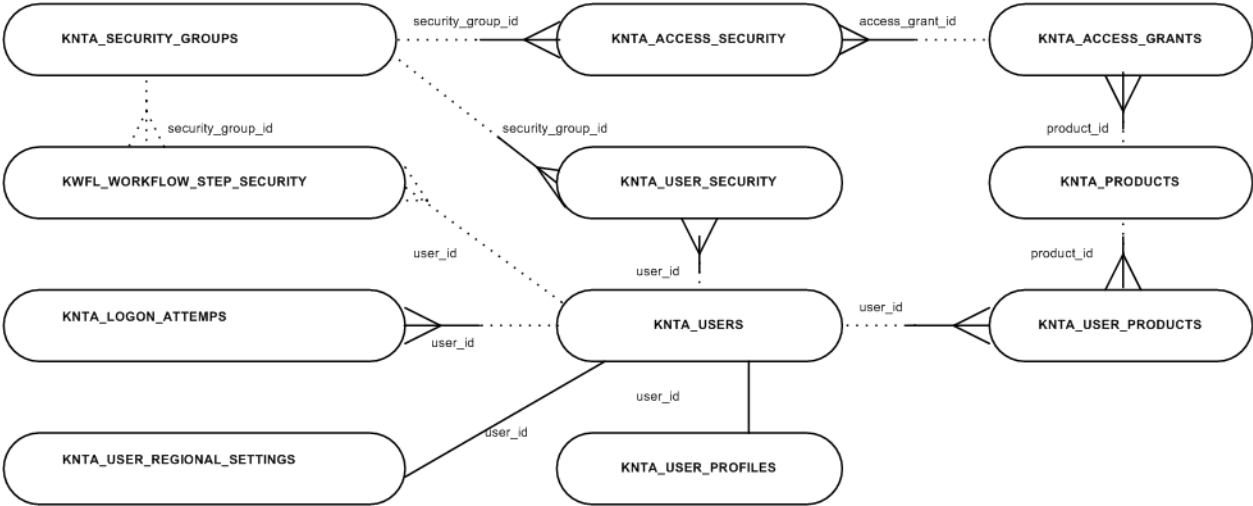 security_group_id
access_grant_id
KNTA_SECURITY_GROUPS
KNTA_ACCESS_SECURITY
KNTA_ACCESS_GRANTS
security_group_id
security_group_id
product_id
KWFL_WORKFLOW_STEP_SECURITY
KNTA_USER_SECURITY
KNTA_PRODUCTS
user_id
user_id
product_id
KNTA_LOGON_ATTEMPS
KNTA_USERS
user_id
KNTA_USER_PRODUCTS
user_id
user_id
user_id
KNTA_USER_REGIONAL_SETTINGS
KNTA_USER_PROFILES